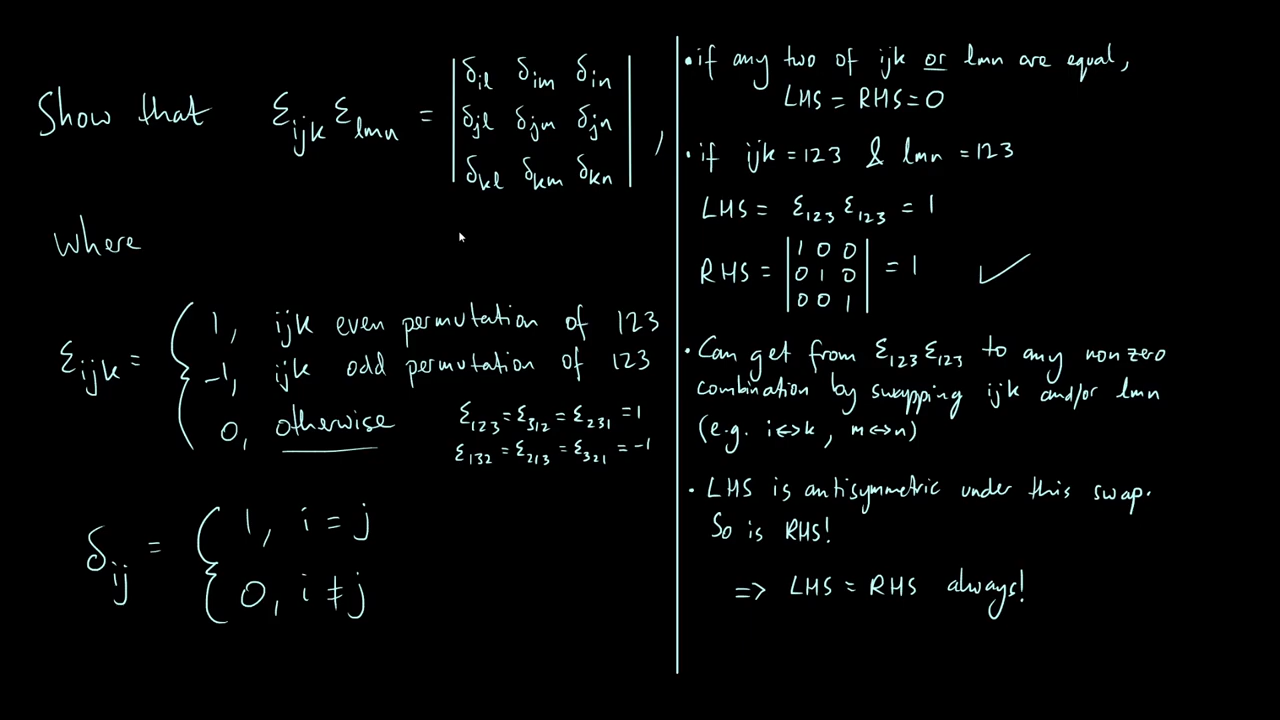 Show that ε_ijk ε_lmn = | δ_il δ_im δ_in |
| δ_jl δ_jm δ_jn |
| δ_kl δ_km δ_kn | ,
where
ε_ijk = { 1, ijk even permutation of 123
-1, ijk odd permutation of 123
0, otherwise
ε_123 = ε_312 = ε_231 = 1
ε_132 = ε_213 = ε_321 = -1
δ_ij = { 1, i = j
0, i ≠ j
• if any two of ijk or lmn are equal,
LHS = RHS = 0
• if ijk = 123 & lmn = 123
LHS = ε_123 ε_123 = 1
RHS = | 1 0 0 |
| 0 1 0 | = 1 ✓
| 0 0 1 |
• Can get from ε_123 ε_123 to any nonzero
combination by swapping ijk and/or lmn
(e.g. i↔k, m↔n)
• LHS is antisymmetric under this swap.
So is RHS!
⇒ LHS = RHS always!